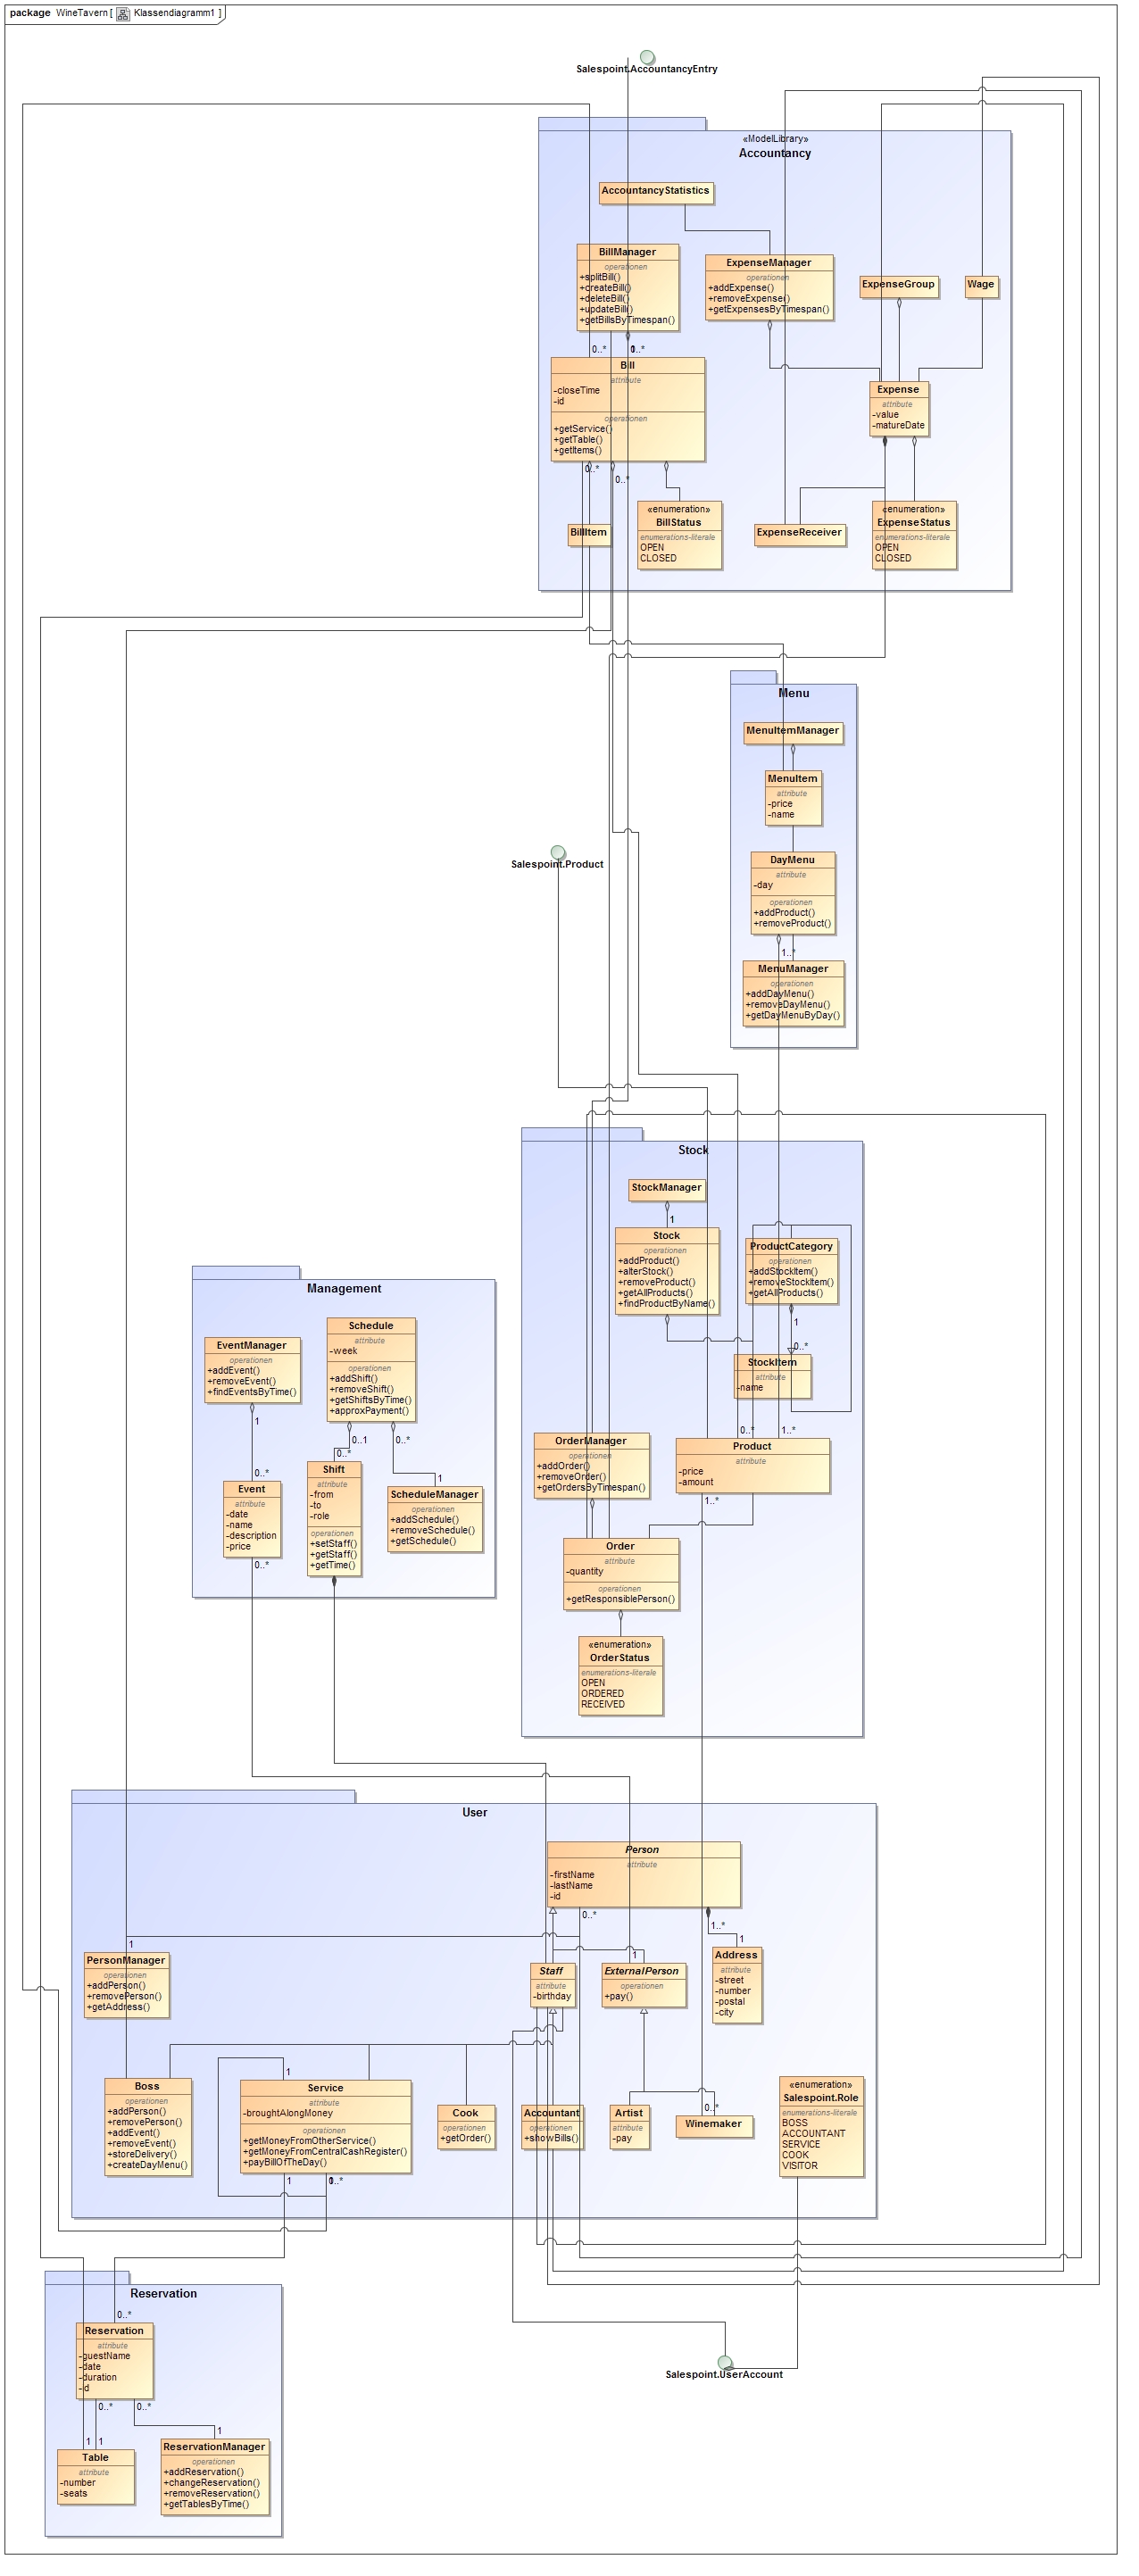 package WineTavern [ Klassendiagramm1 ]
Salespoint.AccountancyEntry
«ModelLibrary»
Accountancy
AccountancyStatistics
BillManager
operationen
+splitBill()
+createBill()
+deleteBill()
+updateBill()
+getBillsByTimespan()
ExpenseManager
operationen
+addExpense()
+removeExpense()
+getExpensesByTimespan()
ExpenseGroup
Wage
0..*
0..*
Bill
attribute
-closeTime
-id
operationen
+getService()
+getTable()
+getItems()
Expense
attribute
-value
-matureDate
0..*
0..*
BillItem
«enumeration»
BillStatus
enumerations-literale
OPEN
CLOSED
ExpenseReceiver
«enumeration»
ExpenseStatus
enumerations-literale
OPEN
CLOSED
Menu
MenuItemManager
MenuItem
attribute
-price
-name
DayMenu
attribute
-day
operationen
+addProduct()
+removeProduct()
1..*
MenuManager
operationen
+addDayMenu()
+removeDayMenu()
+getDayMenuByDay()
Salespoint.Product
Stock
StockManager
1
Stock
operationen
+addProduct()
+alterStock()
+removeProduct()
+getAllProducts()
+findProductByName()
ProductCategory
operationen
+addStockItem()
+removeStockItem()
+getAllProducts()
1
0..*
StockItem
attribute
-name
0..*
1..*
OrderManager
operationen
+addOrder()
+removeOrder()
+getOrdersByTimespan()
Product
attribute
-price
-amount
1..*
Order
attribute
-quantity
operationen
+getResponsiblePerson()
«enumeration»
OrderStatus
enumerations-literale
OPEN
ORDERED
RECEIVED
Management
EventManager
operationen
+addEvent()
+removeEvent()
+findEventsByTime()
1
0..*
Schedule
attribute
-week
operationen
+addShift()
+removeShift()
+getShiftsByTime()
+approxPayment()
0..1
0..*
0..*
1
Event
attribute
-date
-name
-description
-price
0..*
Shift
attribute
-from
-to
-role
operationen
+setStaff()
+getStaff()
+getTime()
ScheduleManager
operationen
+addSchedule()
+removeSchedule()
+getSchedule()
User
Person
attribute
-firstName
-lastName
-id
0..*
1..*
1
1
1
PersonManager
operationen
+addPerson()
+removePerson()
+getAddress()
Staff
attribute
-birthday
ExternalPerson
operationen
+pay()
Address
attribute
-street
-number
-postal
-city
Boss
operationen
+addPerson()
+removePerson()
+addEvent()
+removeEvent()
+storeDelivery()
+createDayMenu()
1
Service
attribute
-broughtAlongMoney
operationen
+getMoneyFromOtherService()
+getMoneyFromCentralCashRegister()
+payBillOfTheDay()
1
0..*
Cook
operationen
+getOrder()
Accountant
operationen
+showBills()
Artist
attribute
-pay
0..*
Winemaker
«enumeration»
Salespoint.Role
enumerations-literale
BOSS
ACCOUNTANT
SERVICE
COOK
VISITOR
Reservation
0..*
Reservation
attribute
-guestName
-date
-duration
-id
0..*
0..*
1
1
1
Table
attribute
-number
-seats
ReservationManager
operationen
+addReservation()
+changeReservation()
+removeReservation()
+getTablesByTime()
Salespoint.UserAccount